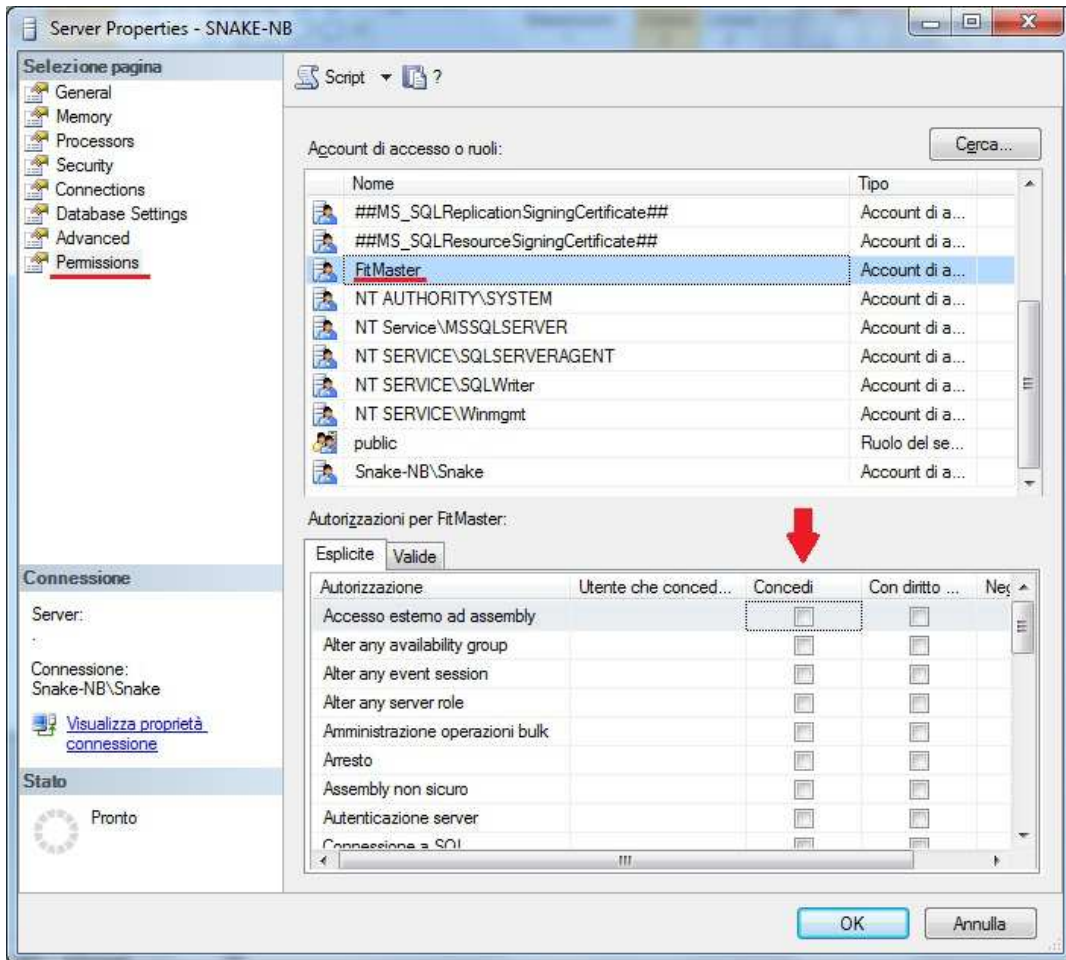 Server Properties - SNAKE-NB
Selezione pagina
General
Memory
Processors
Security
Connections
Database Settings
Advanced
Permissions
Script ?
Account di accesso o ruoli:
Cerca...
Nome Tipo
##MS_SQLReplicationSigningCertificate## Account di a...
##MS_SQLResourceSigningCertificate## Account di a...
FitMaster Account di a...
NT AUTHORITY\SYSTEM Account di a...
NT Service\MSSQLSERVER Account di a...
NT SERVICE\SQLSERVERAGENT Account di a...
NT SERVICE\SQLWriter Account di a...
NT SERVICE\Winmgmt Account di a...
public Ruolo del se...
Snake-NB\Snake Account di a...
Autorizzazioni per FitMaster:
Esplicite Valide
Autorizzazione Utente che conced... Concedi Con diritto ... Neg
Accesso esterno ad assembly
Alter any availability group
Alter any event session
Alter any server role
Amministrazione operazioni bulk
Arresto
Assembly non sicuro
Autenticazione server
Connessione a SQL
Connessione
Server:
.
Connessione:
Snake-NB\Snake
Visualizza proprietà
connessione
Stato
Pronto
OK Annulla